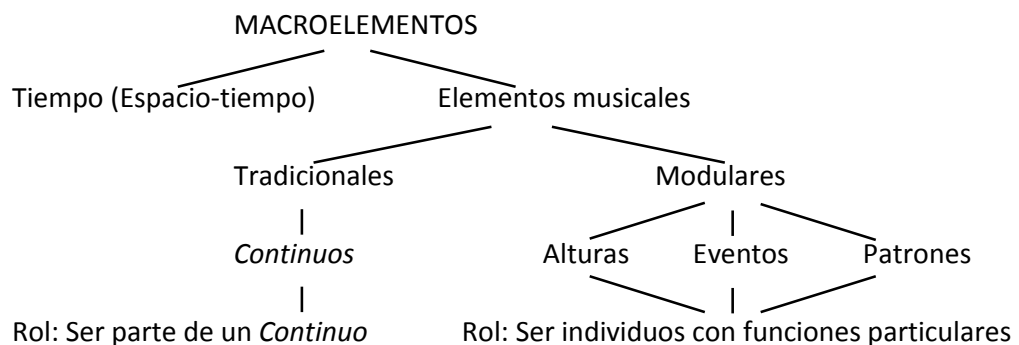 MACROELEMENTOS
Tiempo (Espacio-tiempo) Elementos musicales
Tradicionales Modulares
Continuos Alturas Eventos Patrones
Rol: Ser parte de un Continuo Rol: Ser individuos con funciones particulares